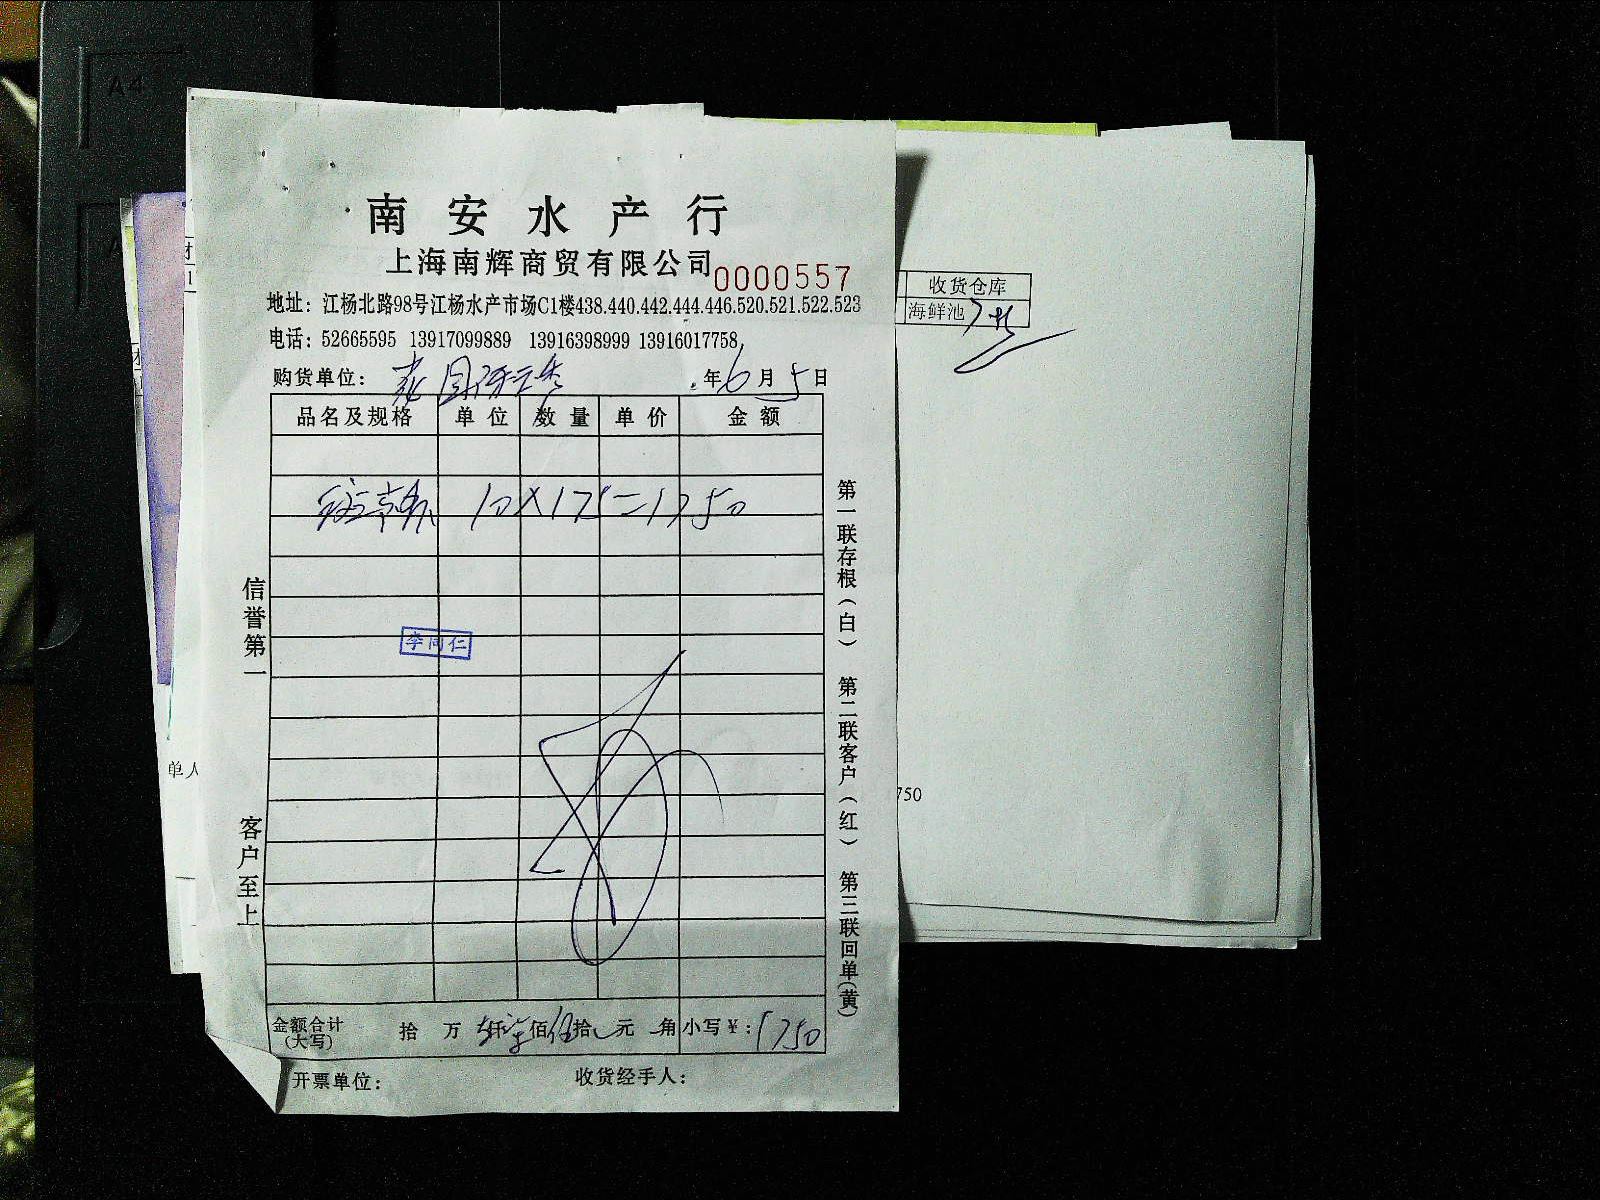 南安水产行
上海南辉商贸有限公司 0000557
地址：江杨北路98号江杨水产市场C1楼438.440.442.444.446.520.521.522.523
电话：52665595 13917099889 13916398999 13916017758
购货单位： 年6月5日
品名及规格 单位 数量 单价 金额
10×175=1750
李同仁
信誉第一
客户至上
第一联存根（白） 第二联客户（红） 第三联回单（黄）
金额合计（大写） 拾 万 仟 佰 拾 元 角 小写￥：1750
开票单位： 收货经手人：
收货仓库
海鲜池
单人
750
A4